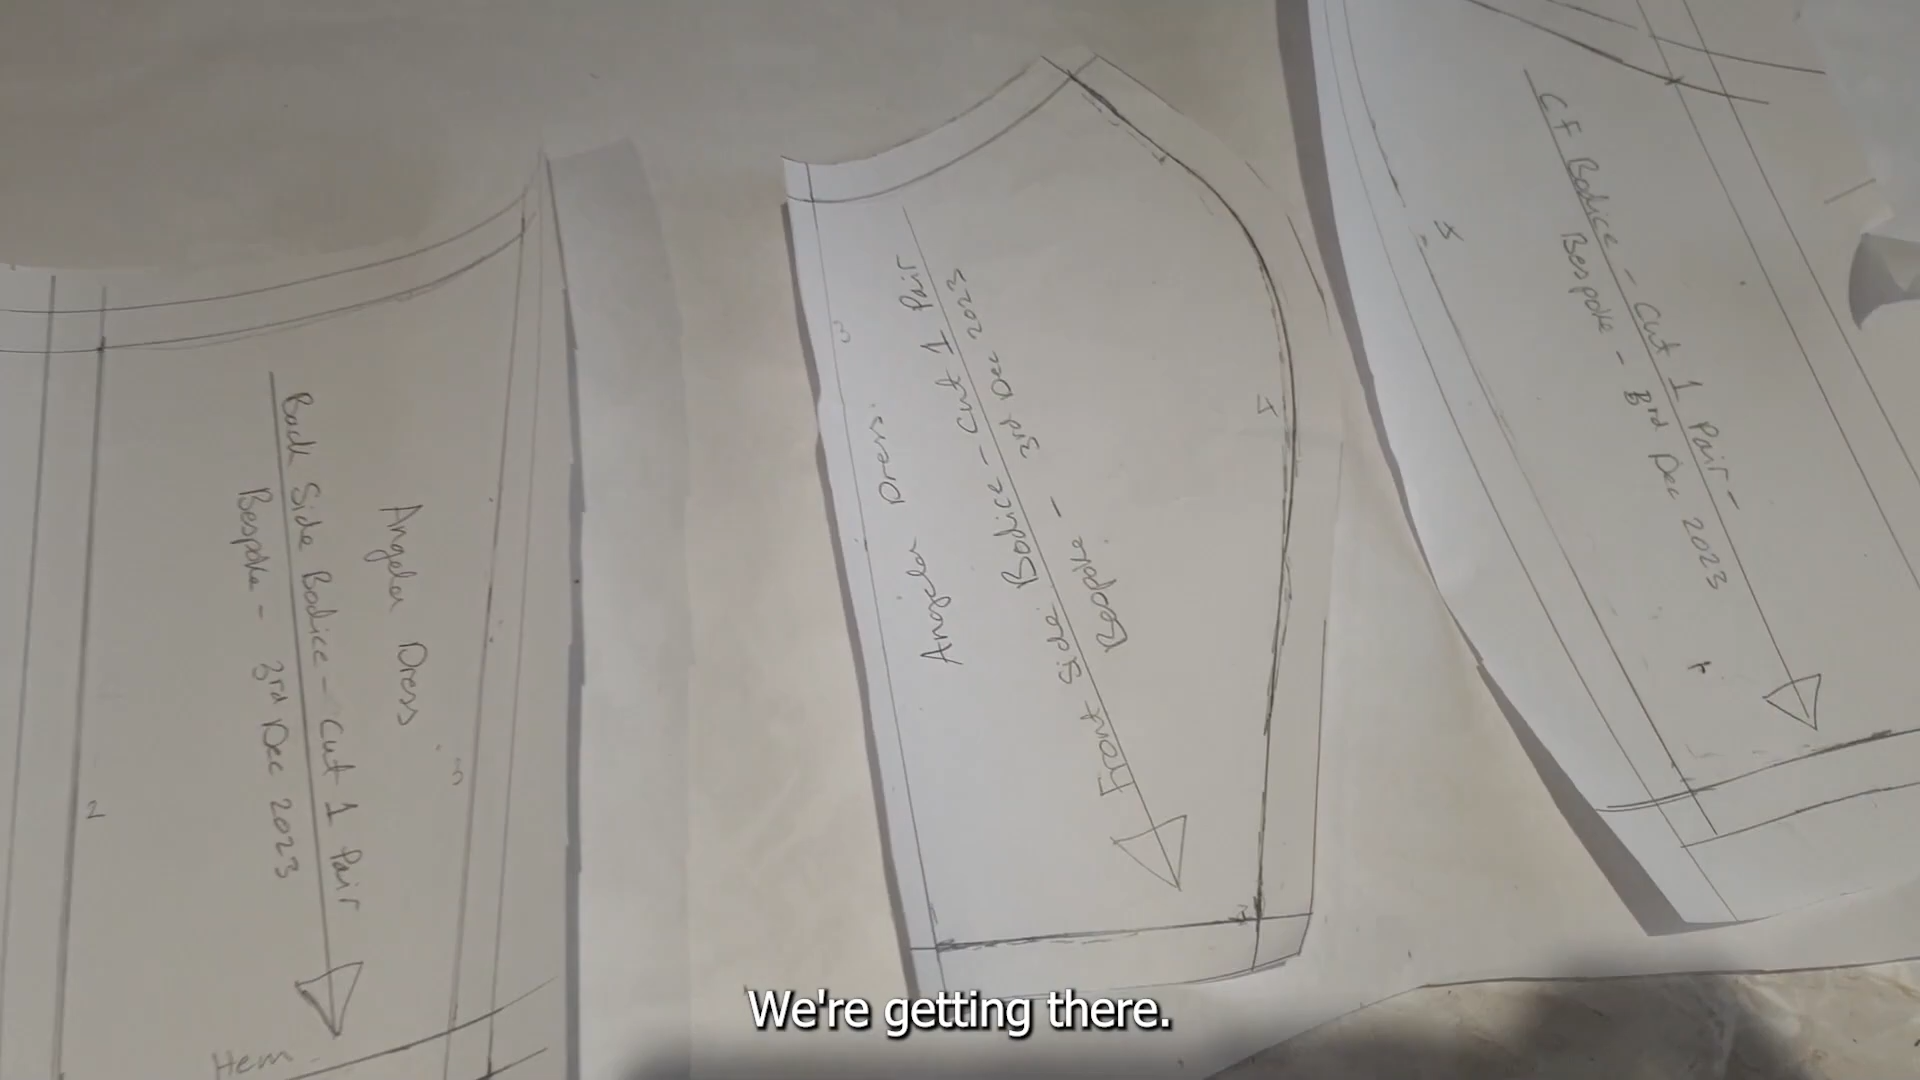 Angela Dress
Back Side Bodice - Cut 1 Pair
Bespoke - 3rd Dec 2023
Hem
2
3
Angela Dress.
Front Side Bodice - Cut 1 Pair
Bespoke - 3rd Dec 2023
3
4
CF Bodice - Cut 1 Pair -
Bespoke - 3rd Dec 2023
4
We're getting there.